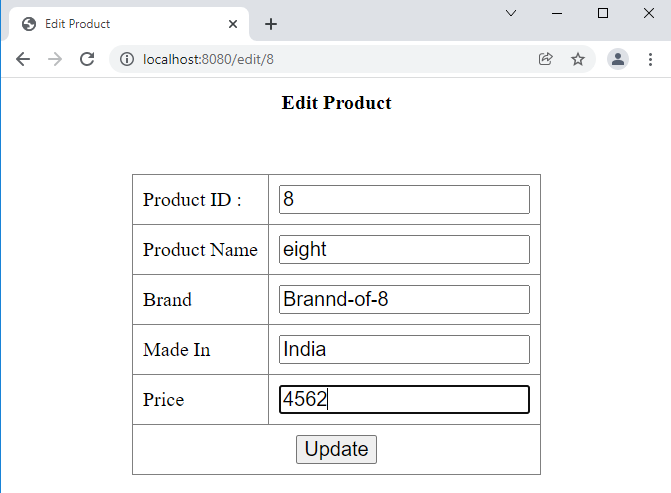 Edit Product
localhost:8080/edit/8
Edit Product
Product ID : 8
Product Name eight
Brand Brannd-of-8
Made In India
Price 4562
Update